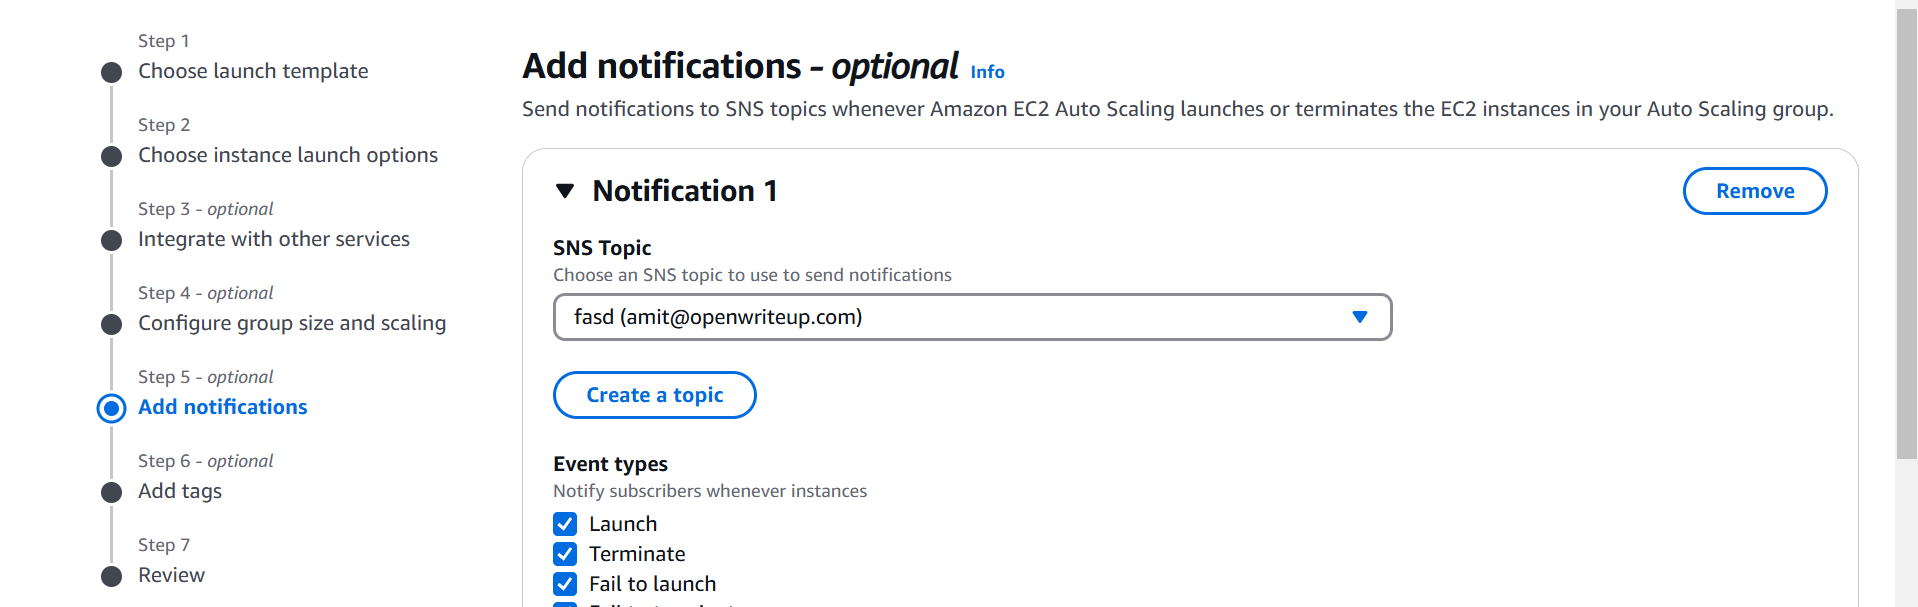 Step 1
Choose launch template
Step 2
Choose instance launch options
Step 3 - optional
Integrate with other services
Step 4 - optional
Configure group size and scaling
Step 5 - optional
Add notifications
Step 6 - optional
Add tags
Step 7
Review
Add notifications - optional Info
Send notifications to SNS topics whenever Amazon EC2 Auto Scaling launches or terminates the EC2 instances in your Auto Scaling group.
Notification 1
Remove
SNS Topic
Choose an SNS topic to use to send notifications
fasd (amit@openwriteup.com)
Create a topic
Event types
Notify subscribers whenever instances
Launch
Terminate
Fail to launch